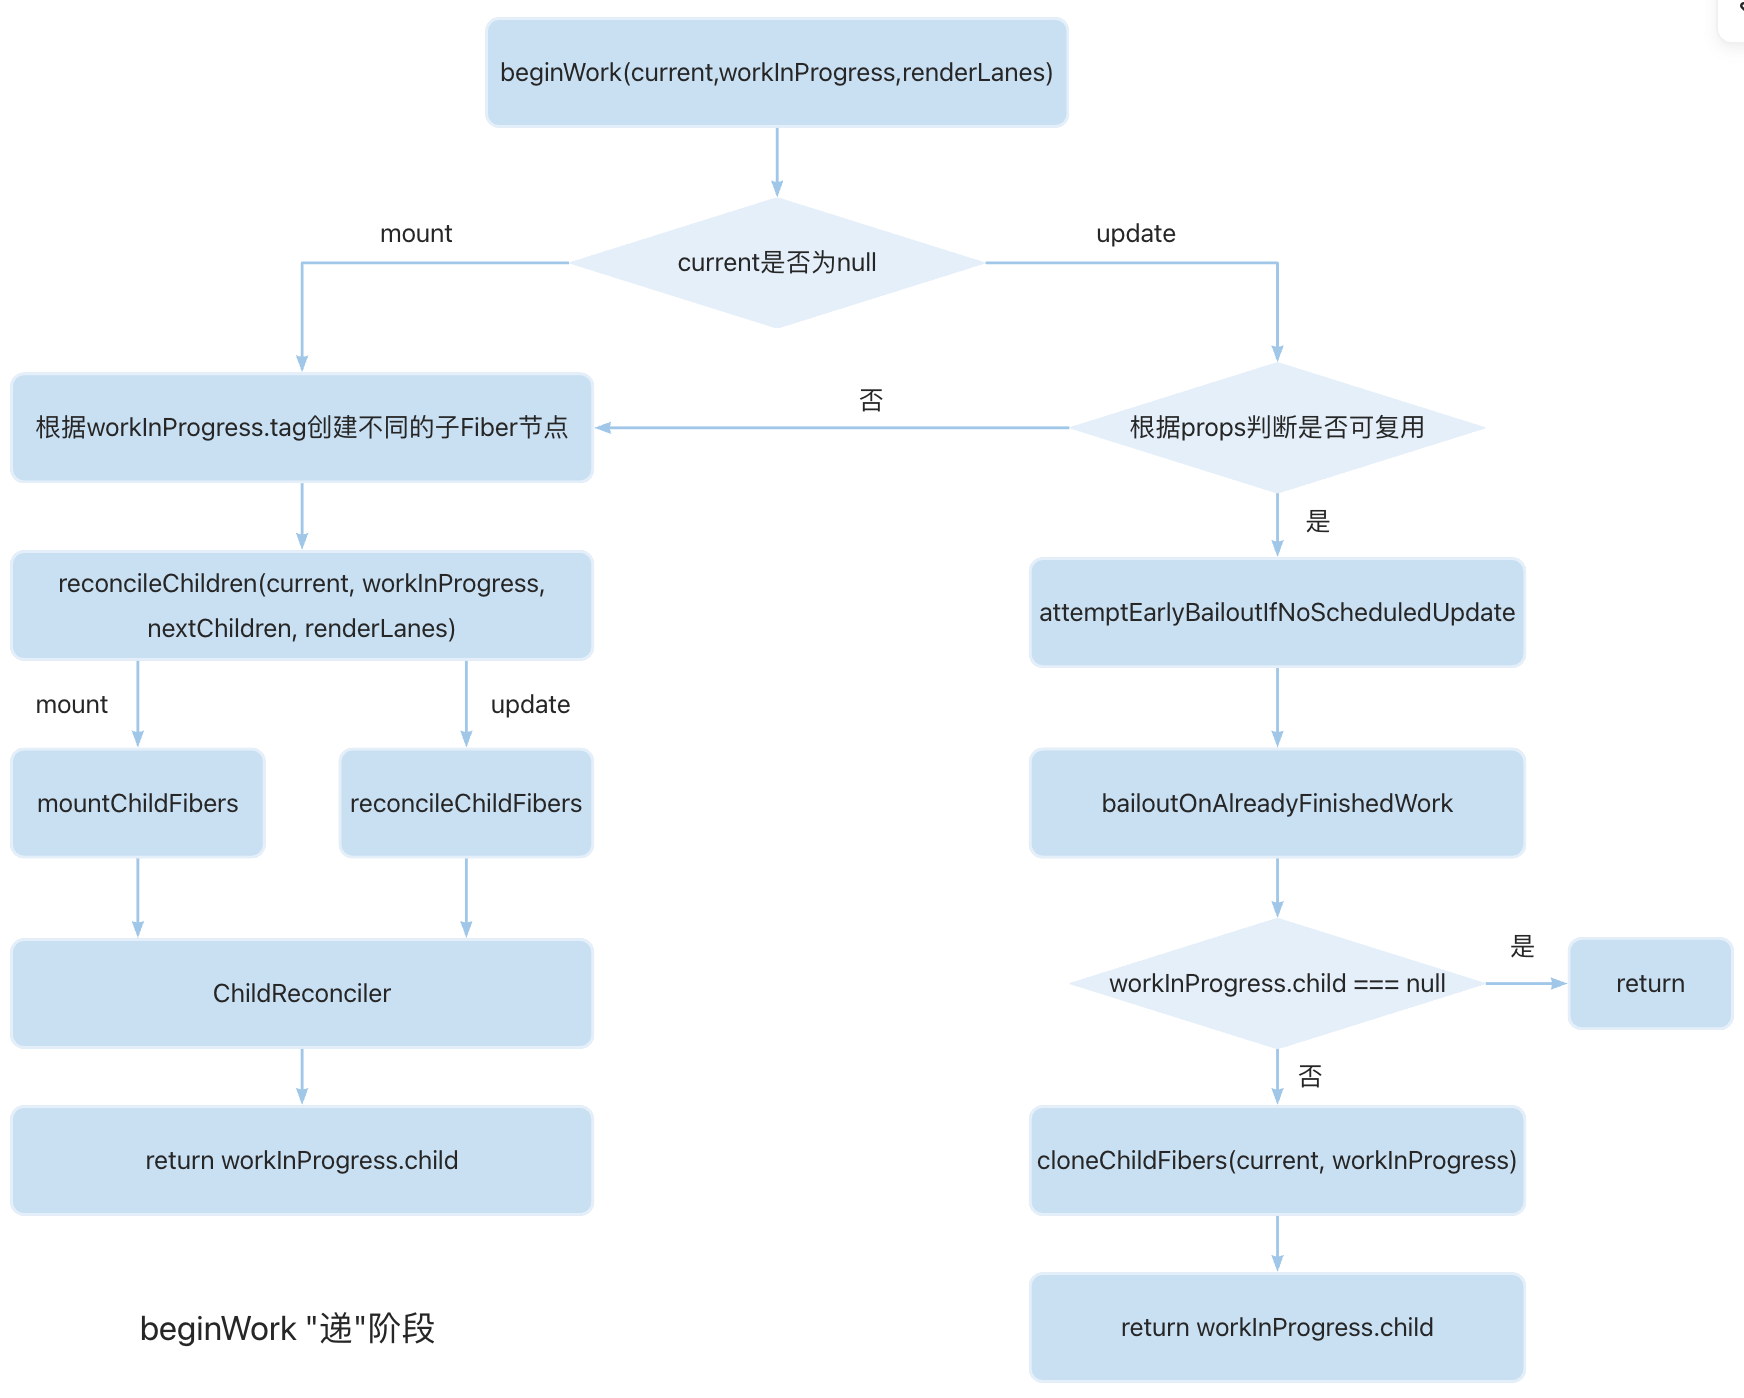 beginWork(current,workInProgress,renderLanes)
mount
update
current是否为null
否
根据workInProgress.tag创建不同的子Fiber节点
根据props判断是否可复用
是
reconcileChildren(current, workInProgress,
nextChildren, renderLanes)
attemptEarlyBailoutIfNoScheduledUpdate
mount
update
mountChildFibers
reconcileChildFibers
bailoutOnAlreadyFinishedWork
是
ChildReconciler
workInProgress.child === null
return
否
return workInProgress.child
cloneChildFibers(current, workInProgress)
beginWork "递"阶段
return workInProgress.child